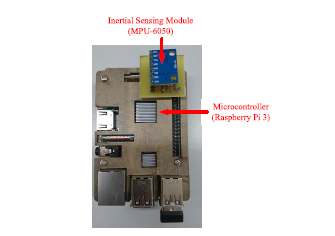 Inertial Sensing Module
(MPU-6050)
Microcontroller
(Raspberry Pi 3)